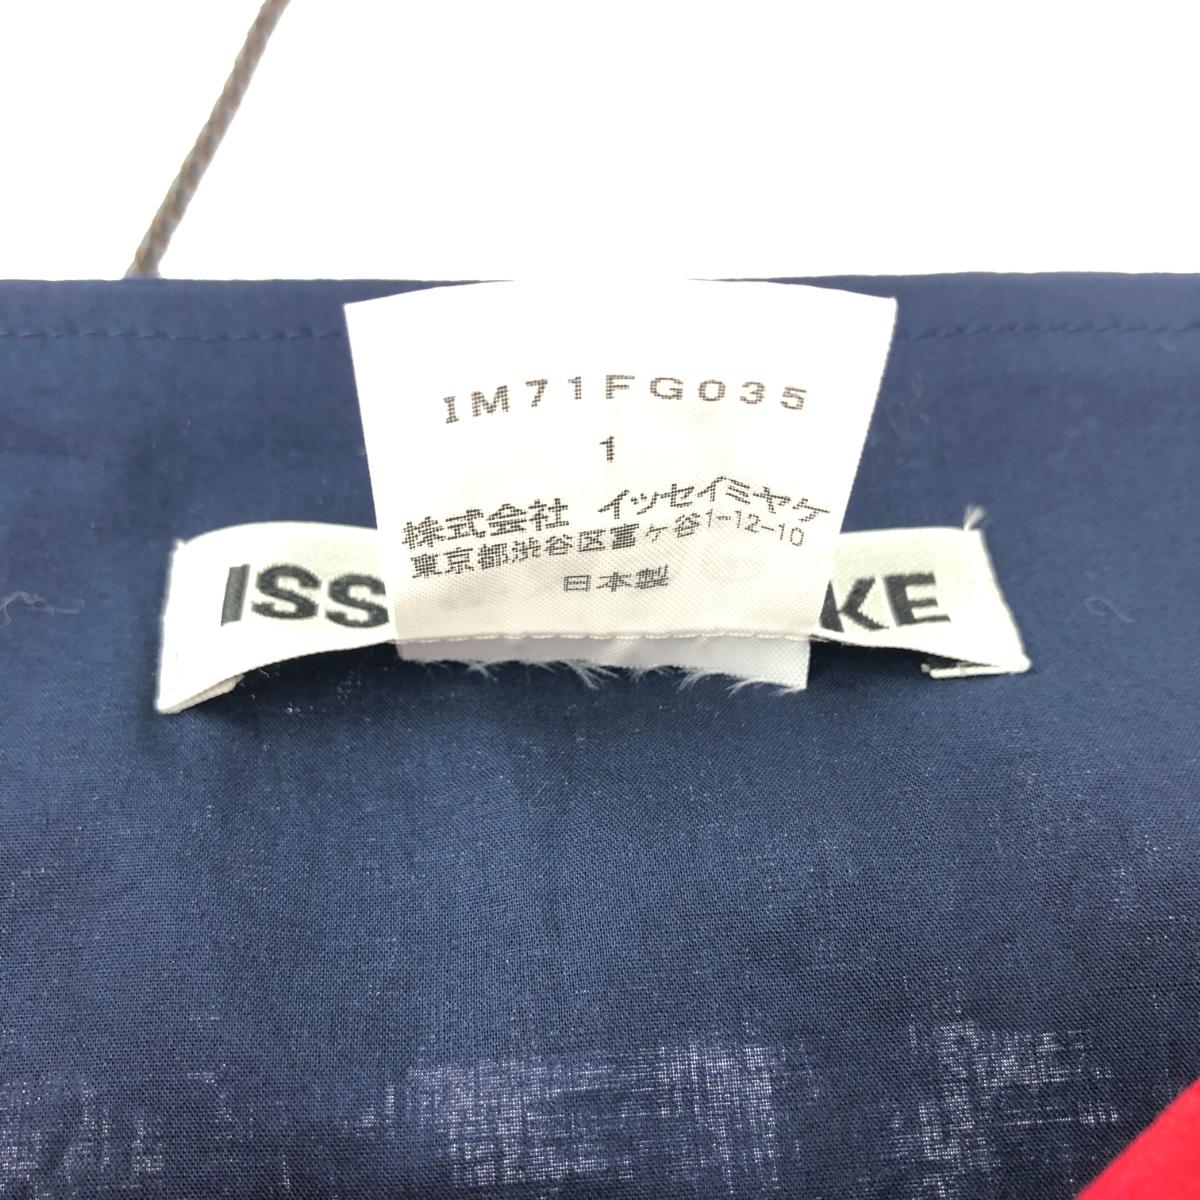 IM71FG035
1
株式会社 イッセイミヤケ
東京都渋谷区富ヶ谷1-12-10
日本製
ISS KE